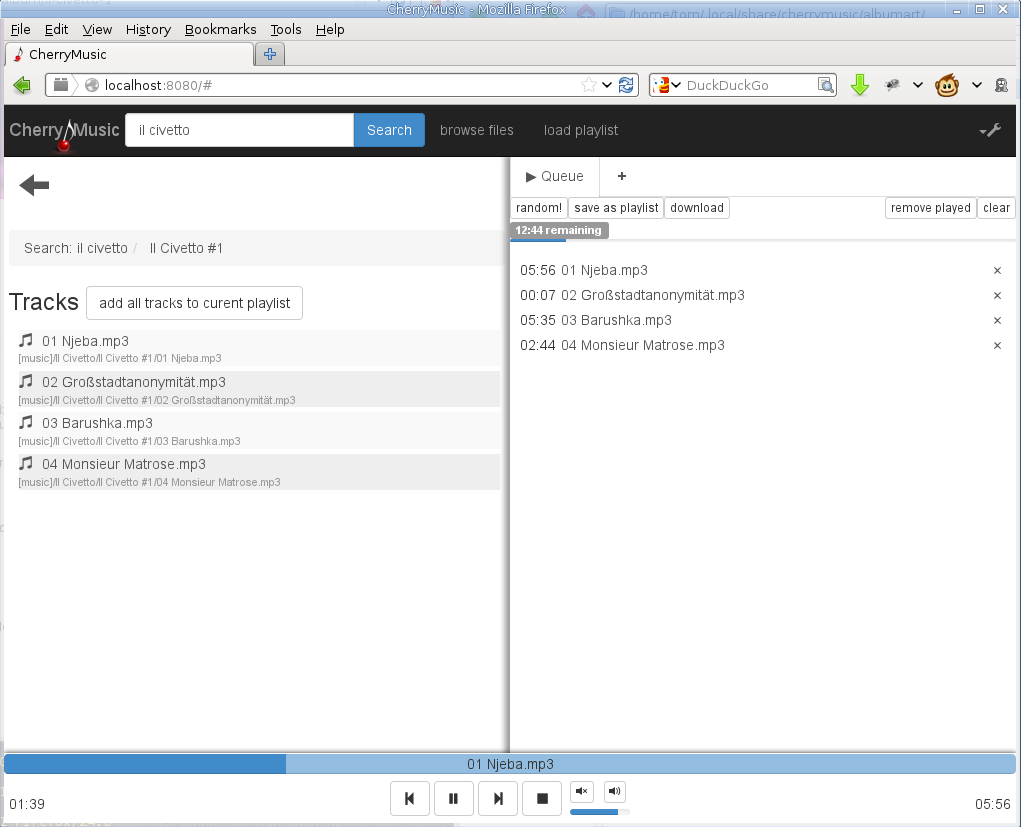 CherryMusic - Mozilla Firefox
/home/tom/.local/share/cherrymusic/albumart/
File Edit View History Bookmarks Tools Help
CherryMusic
localhost:8080/# DuckDuckGo
CherryMusic il civetto Search browse files load playlist
Queue +
random! save as playlist download remove played clear
12:44 remaining
Search: il civetto / Il Civetto #1
Tracks add all tracks to curent playlist
01 Njeba.mp3
[music]/Il Civetto/Il Civetto #1/01 Njeba.mp3
02 Großstadtanonymität.mp3
[music]/Il Civetto/Il Civetto #1/02 Großstadtanonymität.mp3
03 Barushka.mp3
[music]/Il Civetto/Il Civetto #1/03 Barushka.mp3
04 Monsieur Matrose.mp3
[music]/Il Civetto/Il Civetto #1/04 Monsieur Matrose.mp3
05:56 01 Njeba.mp3 ×
00:07 02 Großstadtanonymität.mp3 ×
05:35 03 Barushka.mp3 ×
02:44 04 Monsieur Matrose.mp3 ×
01 Njeba.mp3
01:39 05:56